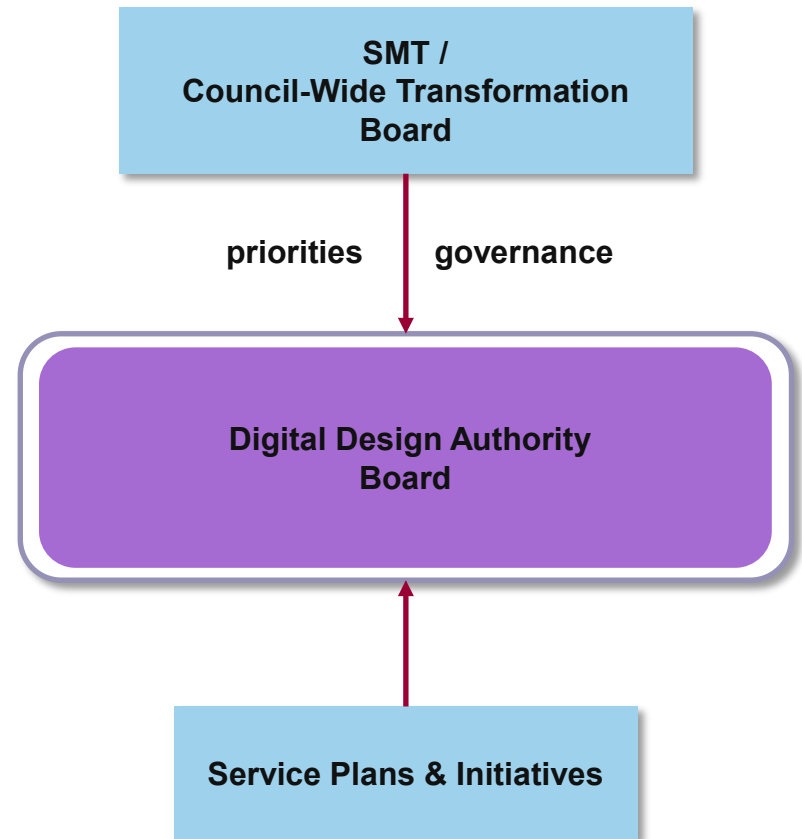 SMT /
Council-Wide Transformation
Board
priorities governance
Digital Design Authority
Board
Service Plans & Initiatives